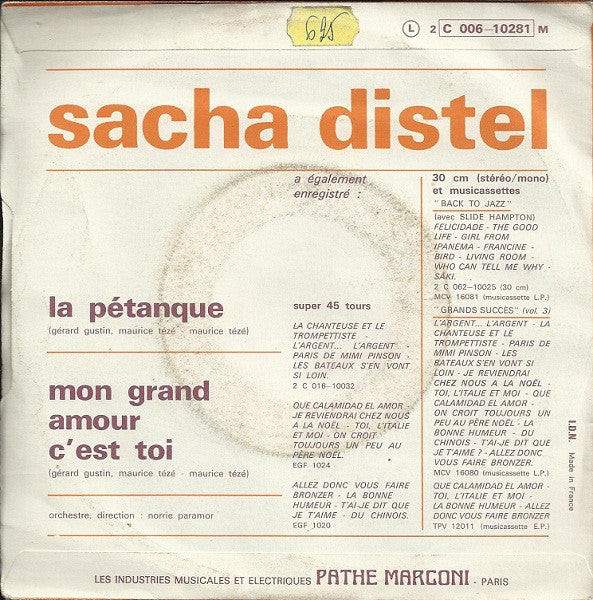 675
Ⓛ 2 C 006-10281 M
sacha distel
la pétanque
(gérard gustin, maurice tézé - maurice tézé)
mon grand
amour
c'est toi
(gérard gustin, maurice tézé - maurice tézé)
orchestre, direction : norrie paramor
a également
enregistré :
super 45 tours
LA CHANTEUSE ET LE
TROMPETTISTE -
L'ARGENT... L'ARGENT -
PARIS DE MIMI PINSON - LES
BATEAUX S'EN VONT
SI LOIN.
2 C 016-10032
QUE CALAMIDAD EL AMOR -
JE REVIENDRAI CHEZ NOUS
A LA NOËL - TOI, L'ITALIE
ET MOI - ON CROIT
TOUJOURS UN PEU AU
PÈRE NOËL.
EGF 1024
ALLEZ DONC VOUS FAIRE
BRONZER - LA BONNE
HUMEUR - T'AI-JE DIT QUE
JE T'AIME - DU CHINOIS.
EGF 1020
30 cm (stéréo/mono)
et musicassettes
"BACK TO JAZZ"
(avec SLIDE HAMPTON)
FELICIDADE - THE GOOD
LIFE - GIRL FROM
IPANEMA - FRANCINE -
BIRD - LIVING ROOM -
WHO CAN TELL ME WHY -
SAKI.
2 C 062-10025 (30 cm)
MCV 16081 (musicassette L.P.)
"GRANDS SUCCÈS" (vol. 3)
L'ARGENT... L'ARGENT - LA
CHANTEUSE ET LE
TROMPETTISTE - PARIS
DE MIMI PINSON - LES
BATEAUX S'EN VONT SI
LOIN - JE REVIENDRAI
CHEZ NOUS A LA NOËL -
TOI, L'ITALIE ET MOI - QUE
CALAMIDAD EL AMOR -
ON CROIT TOUJOURS UN
PEU AU PÈRE NOËL - LA
BONNE HUMEUR - DU
CHINOIS - T'AI-JE DIT QUE
JE T'AIME ? - ALLEZ DONC
VOUS FAIRE BRONZER.
MCV 16080 (musicassette L.P.)
QUE CALAMIDAD EL AMOR -
TOI, L'ITALIE ET MOI - LA
BONNE HUMEUR - ALLEZ
DONC VOUS FAIRE BRONZER
TPV 12011 (musicassette E.P.)
I.D.N. Made in France
LES INDUSTRIES MUSICALES ET ELECTRIQUES PATHE MARCONI - PARIS